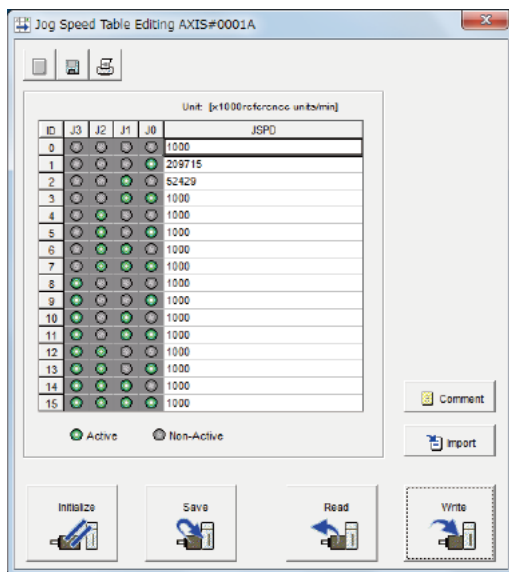 Jog Speed Table Editing AXIS#0001A
Unit: [x1000reference units/min]
ID J3 J2 J1 J0 JSPD
0 1000
1 209715
2 52429
3 1000
4 1000
5 1000
6 1000
7 1000
8 1000
9 1000
10 1000
11 1000
12 1000
13 1000
14 1000
15 1000
Active Non-Active
Comment
Import
Initialize Save Read Write